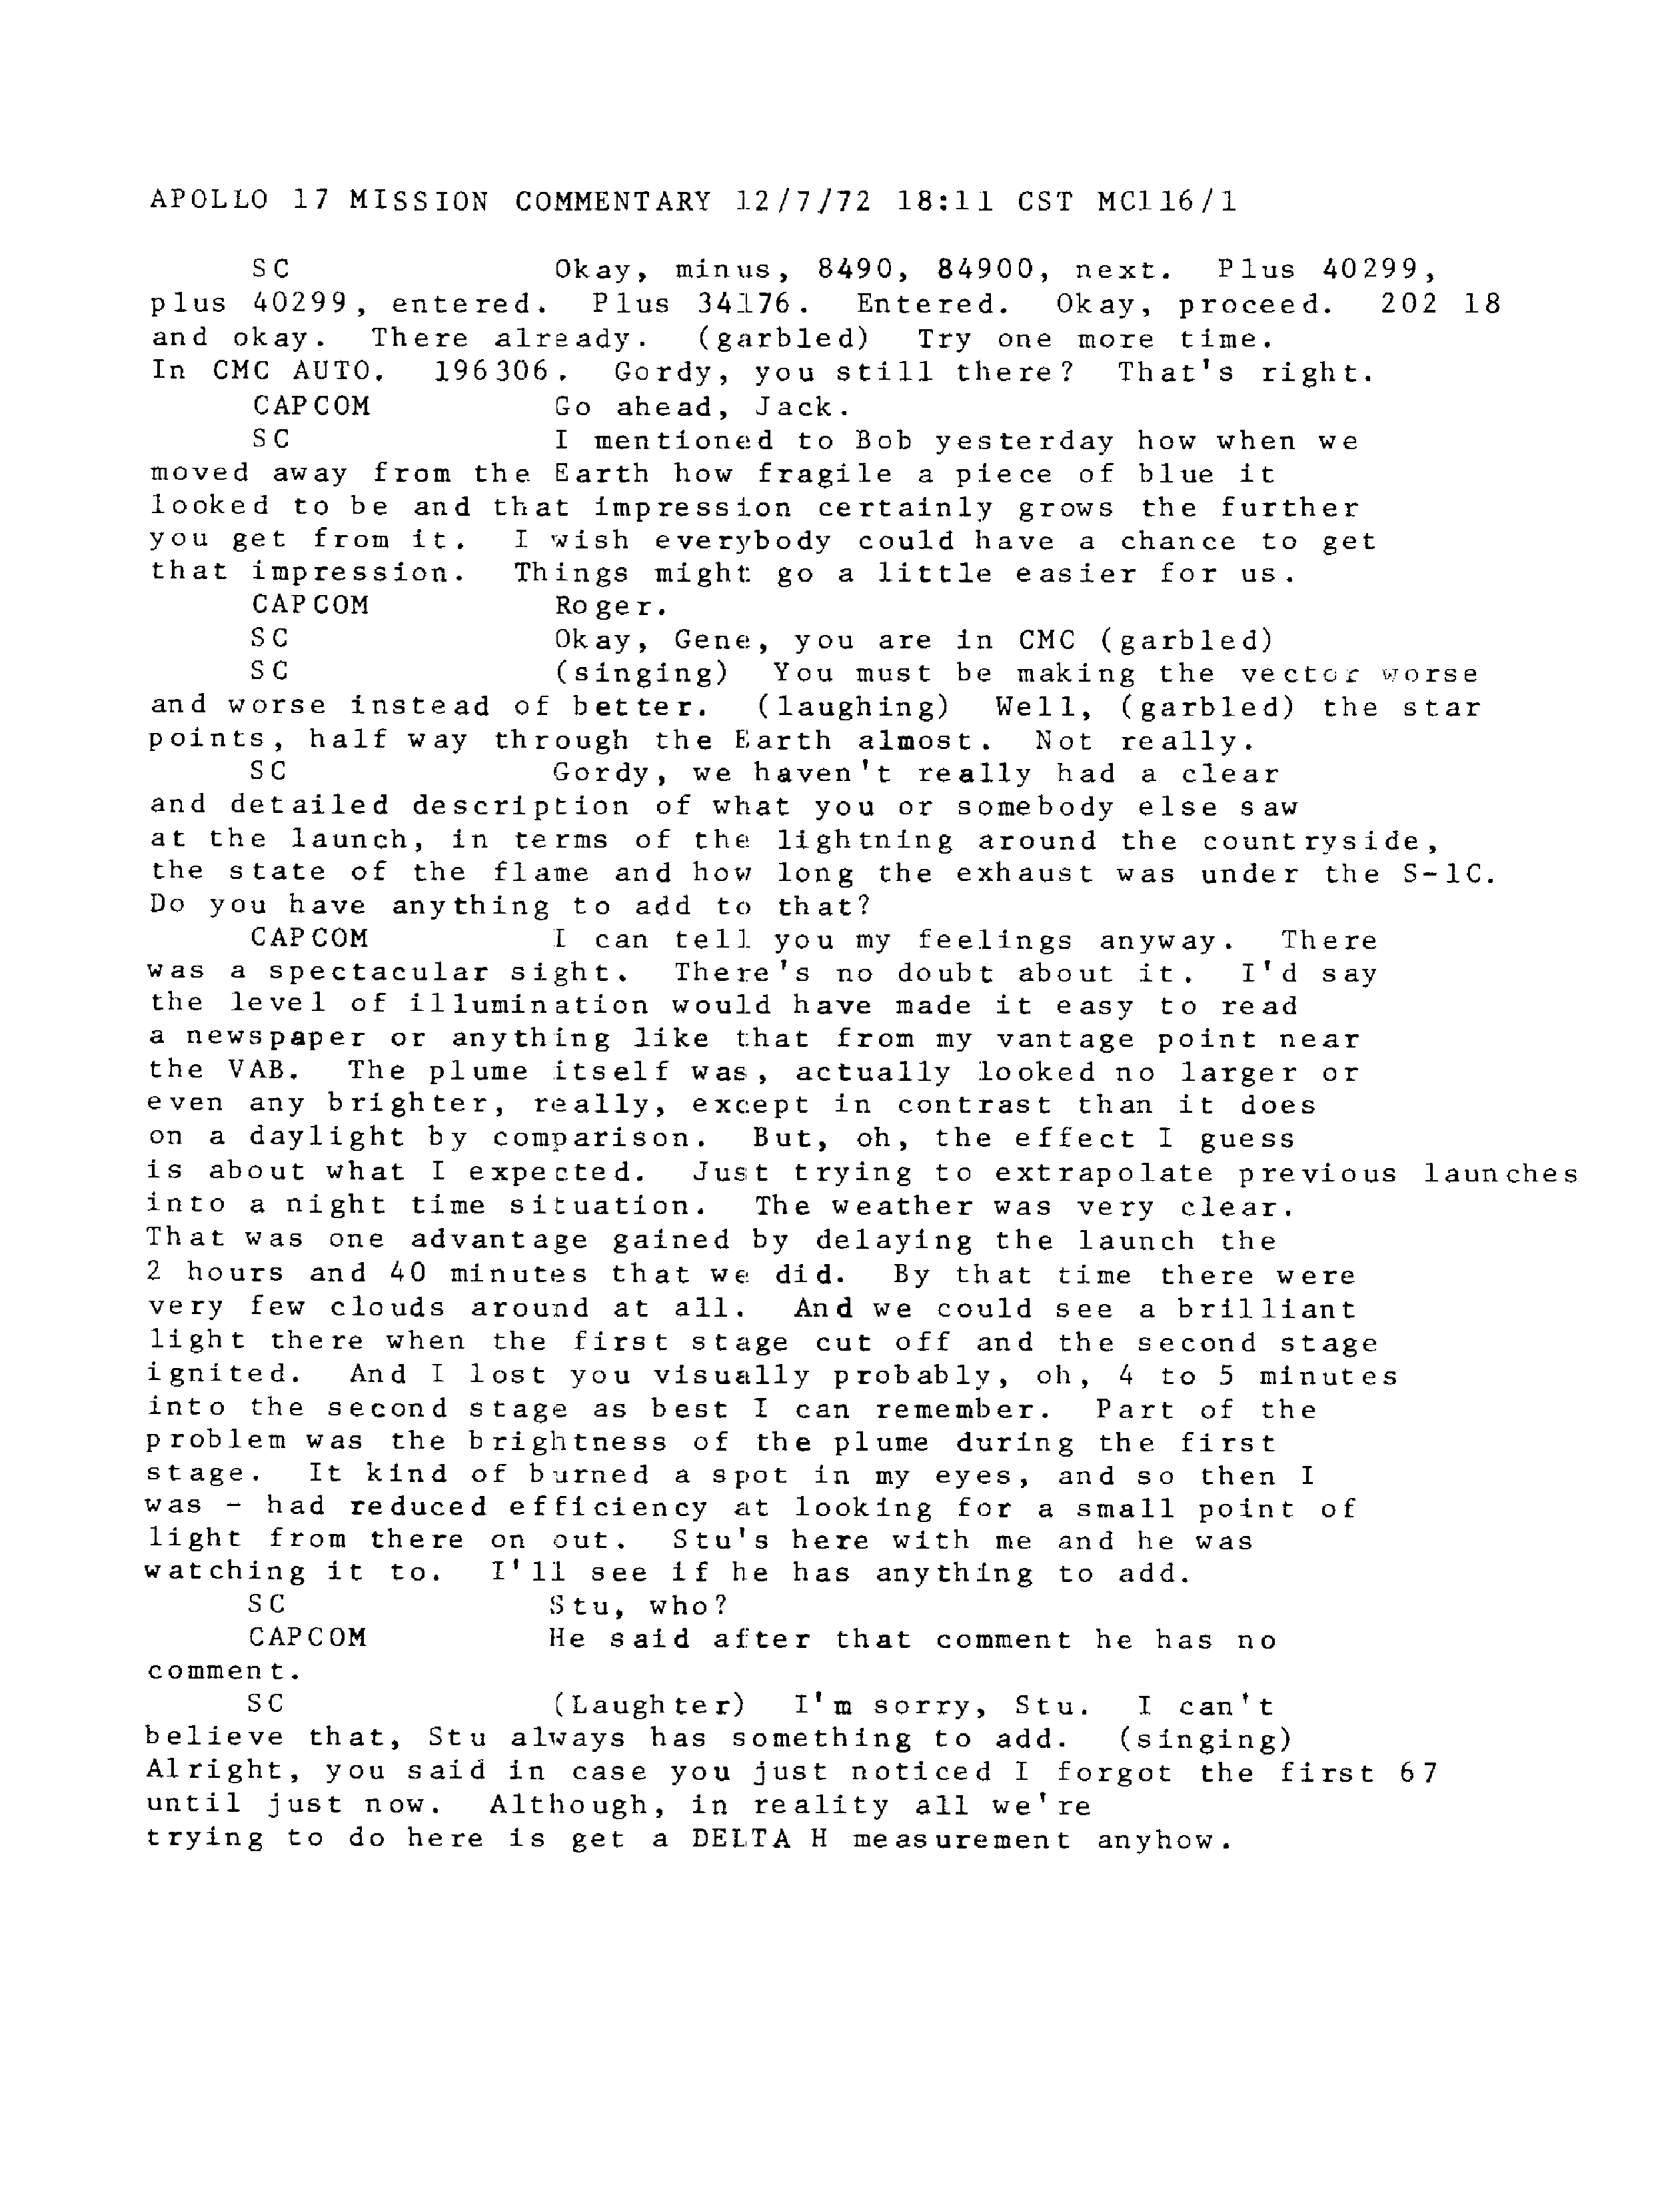 APOLLO 17 MISSION COMMENTARY 12/7/72 18:11 CST MC116/1
SC Okay, minus, 8490, 84900, next. Plus 40299,
plus 40299, entered. Plus 34176. Entered. Okay, proceed. 202 18
and okay. There already. (garbled) Try one more time.
In CMC AUTO. 196306. Gordy, you still there? That's right.
CAPCOM Go ahead, Jack.
SC I mentioned to Bob yesterday how when we
moved away from the Earth how fragile a piece of blue it
looked to be and that impression certainly grows the further
you get from it. I wish everybody could have a chance to get
that impression. Things might go a little easier for us.
CAPCOM Roger.
SC Okay, Gene, you are in CMC (garbled)
SC (singing) You must be making the vector worse
and worse instead of better. (laughing) Well, (garbled) the star
points, half way through the Earth almost. Not really.
SC Gordy, we haven't really had a clear
and detailed description of what you or somebody else saw
at the launch, in terms of the lightning around the countryside,
the state of the flame and how long the exhaust was under the S-1C.
Do you have anything to add to that?
CAPCOM I can tell you my feelings anyway. There
was a spectacular sight. There's no doubt about it. I'd say
the level of illumination would have made it easy to read
a newspaper or anything like that from my vantage point near
the VAB. The plume itself was, actually looked no larger or
even any brighter, really, except in contrast than it does
on a daylight by comparison. But, oh, the effect I guess
is about what I expected. Just trying to extrapolate previous launches
into a night time situation. The weather was very clear.
That was one advantage gained by delaying the launch the
2 hours and 40 minutes that we did. By that time there were
very few clouds around at all. And we could see a brilliant
light there when the first stage cut off and the second stage
ignited. And I lost you visually probably, oh, 4 to 5 minutes
into the second stage as best I can remember. Part of the
problem was the brightness of the plume during the first
stage. It kind of burned a spot in my eyes, and so then I
was - had reduced efficiency at looking for a small point of
light from there on out. Stu's here with me and he was
watching it to. I'll see if he has anything to add.
SC Stu, who?
CAPCOM He said after that comment he has no
comment.
SC (Laughter) I'm sorry, Stu. I can't
believe that, Stu always has something to add. (singing)
Alright, you said in case you just noticed I forgot the first 67
until just now. Although, in reality all we're
trying to do here is get a DELTA H measurement anyhow.